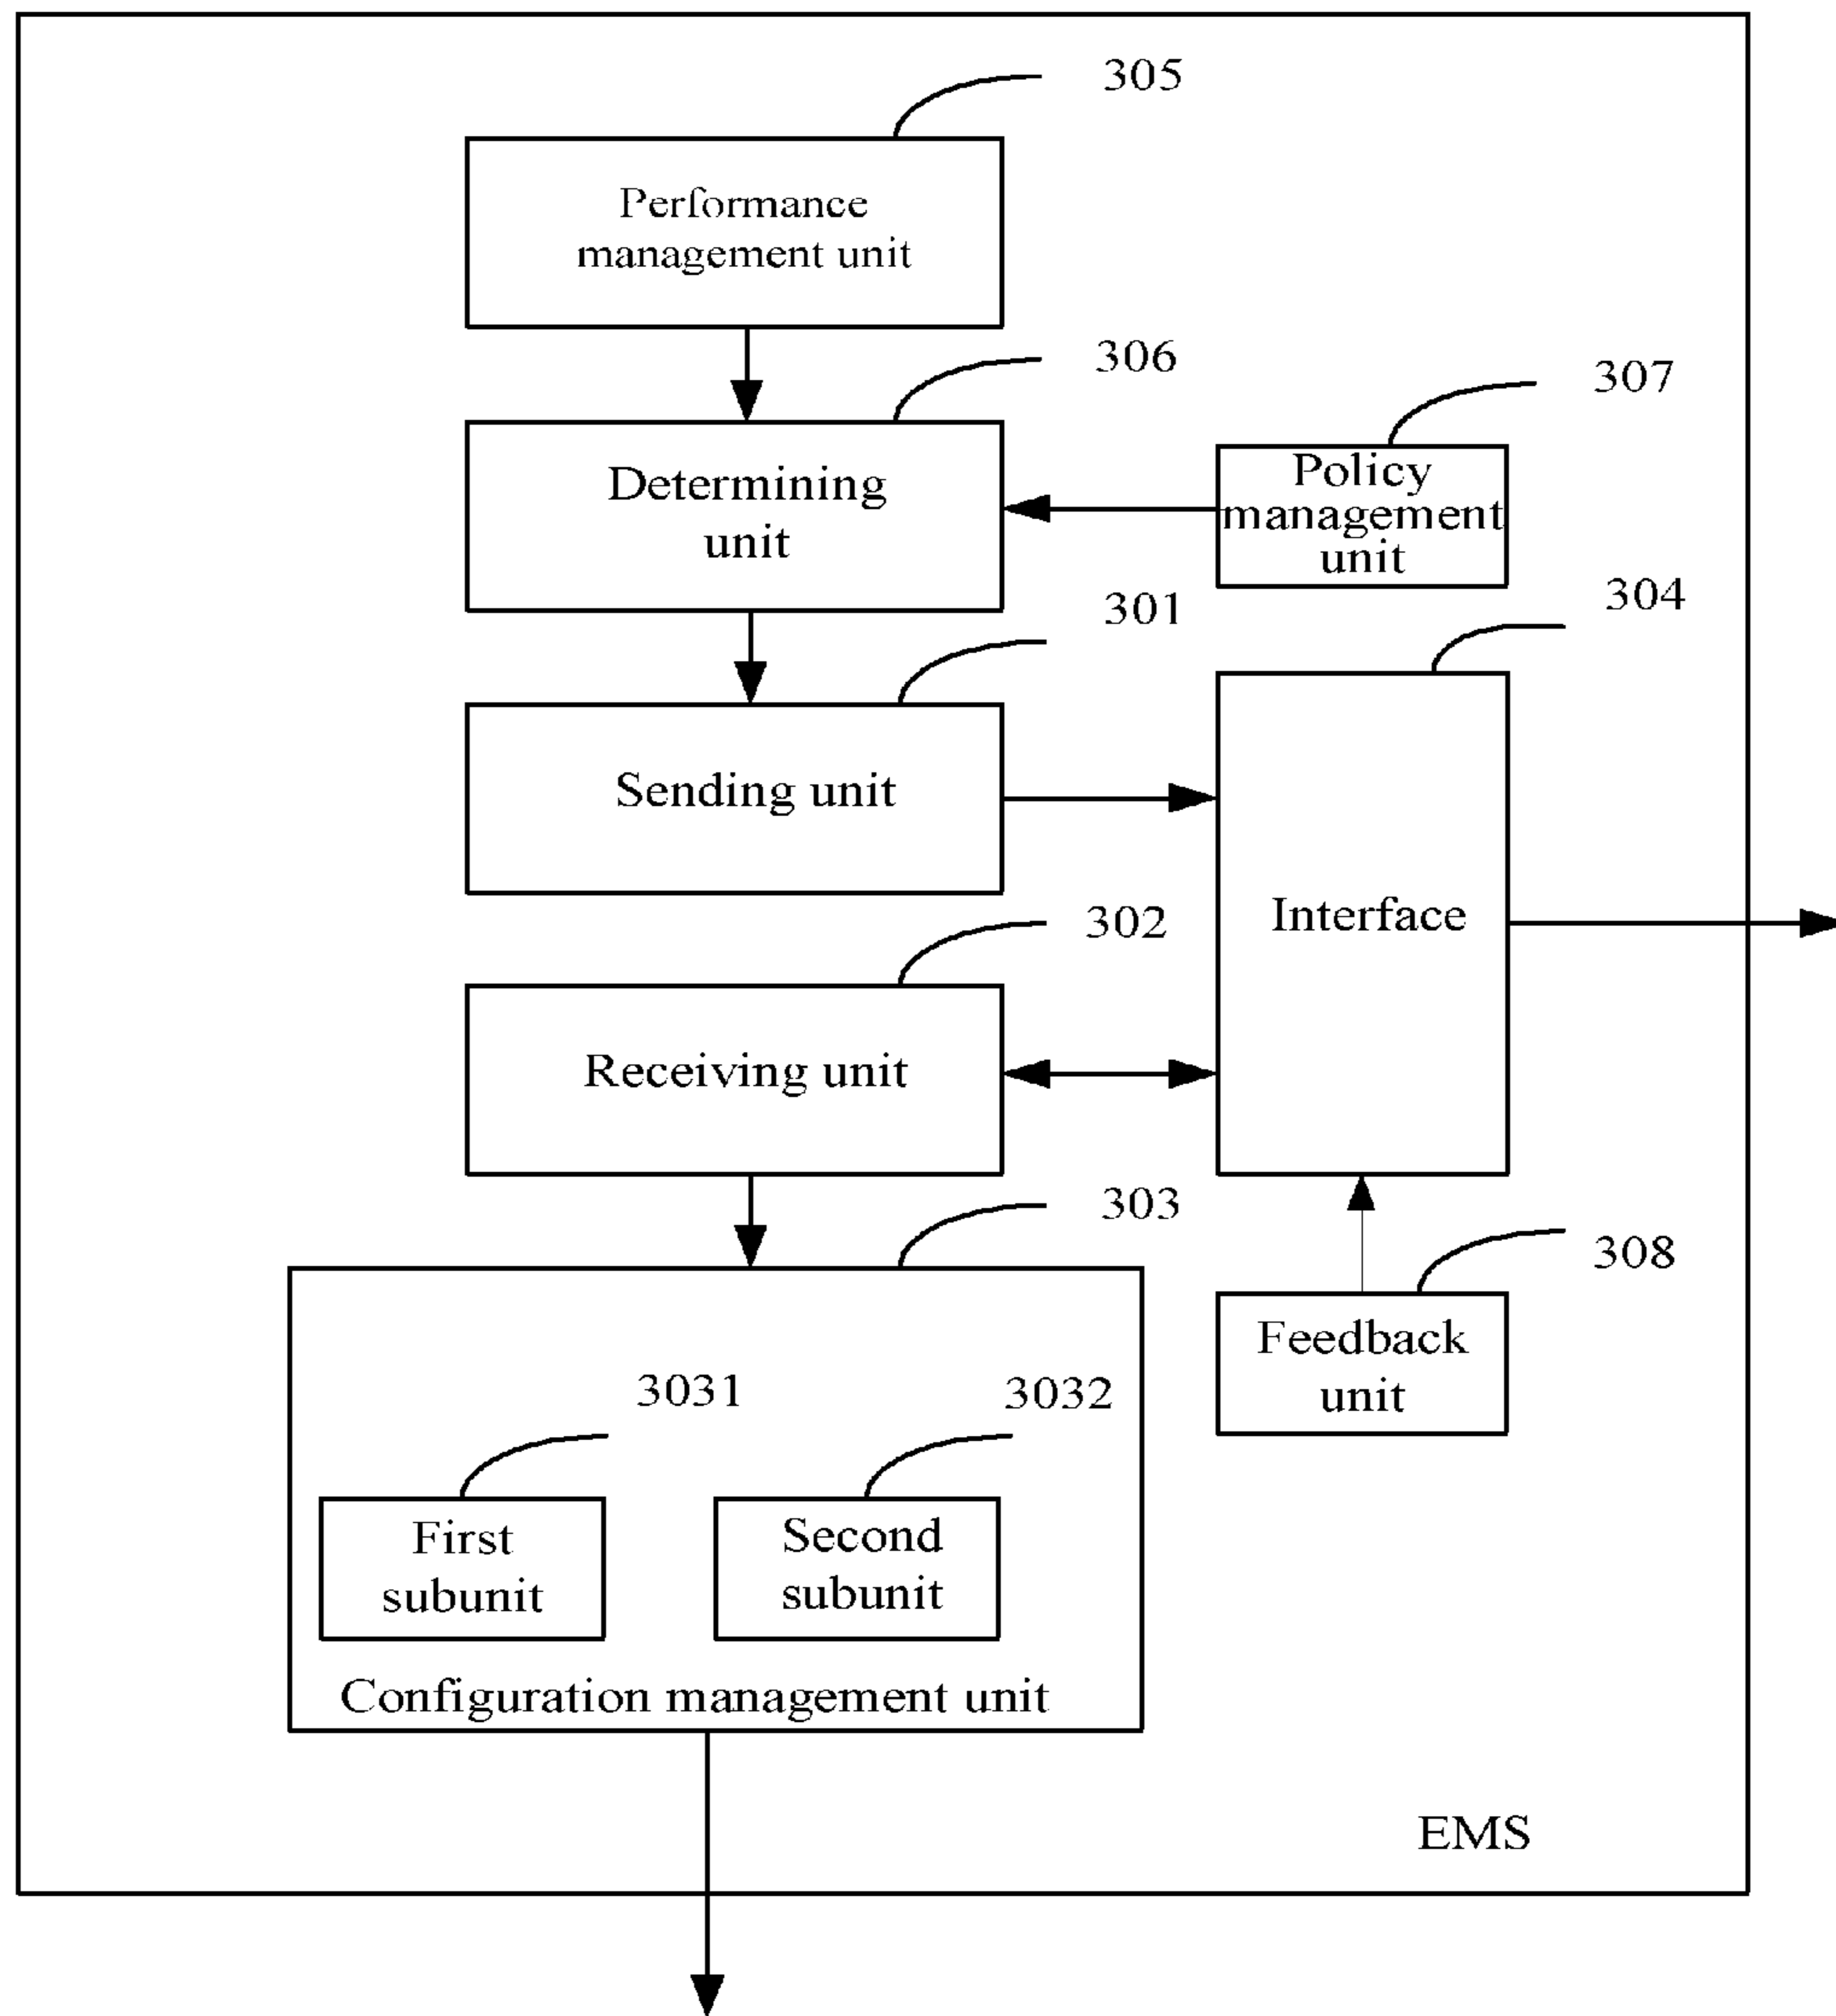 305
Performance
management unit
306
307
Determining
unit
Policy
management
unit
301
304
Sending unit
Interface
302
Receiving unit
303
308
Feedback
unit
3031
3032
First
subunit
Second
subunit
Configuration management unit
EMS